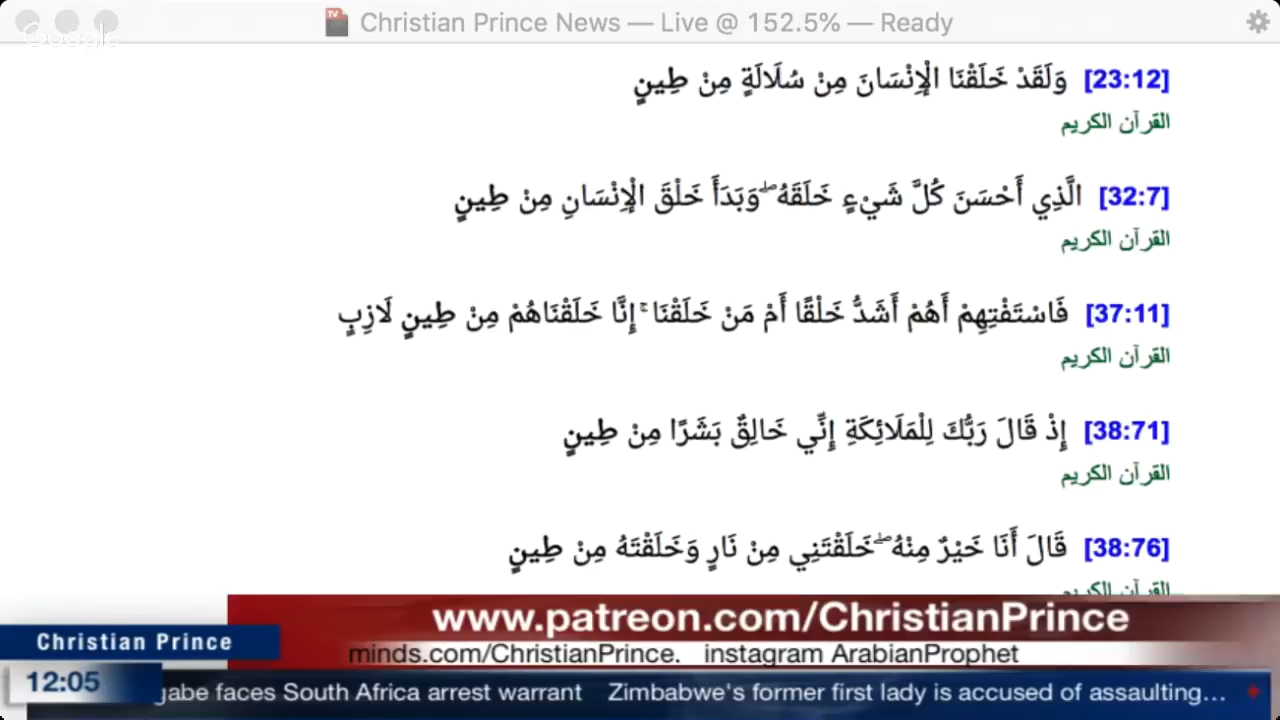 Christian Prince News — Live @ 152.5% — Ready
Google
[23:12] وَلَقَدْ خَلَقْنَا الْإِنْسَانَ مِنْ سُلَالَةٍ مِنْ طِينٍ
القرآن الكريم
[32:7] الَّذِي أَحْسَنَ كُلَّ شَيْءٍ خَلَقَهُ ۖ وَبَدَأَ خَلْقَ الْإِنْسَانِ مِنْ طِينٍ
القرآن الكريم
[37:11] فَاسْتَفْتِهِمْ أَهُمْ أَشَدُّ خَلْقًا أَمْ مَنْ خَلَقْنَا ۚ إِنَّا خَلَقْنَاهُمْ مِنْ طِينٍ لَازِبٍ
القرآن الكريم
[38:71] إِذْ قَالَ رَبُّكَ لِلْمَلَائِكَةِ إِنِّي خَالِقٌ بَشَرًا مِنْ طِينٍ
القرآن الكريم
[38:76] قَالَ أَنَا خَيْرٌ مِنْهُ ۖ خَلَقْتَنِي مِنْ نَارٍ وَخَلَقْتَهُ مِنْ طِينٍ
القرآن الكريم
www.patreon.com/ChristianPrince
Christian Prince
minds.com/ChristianPrince. instagram ArabianProphet
12:05
gabe faces South Africa arrest warrant Zimbabwe's former first lady is accused of assaulting...